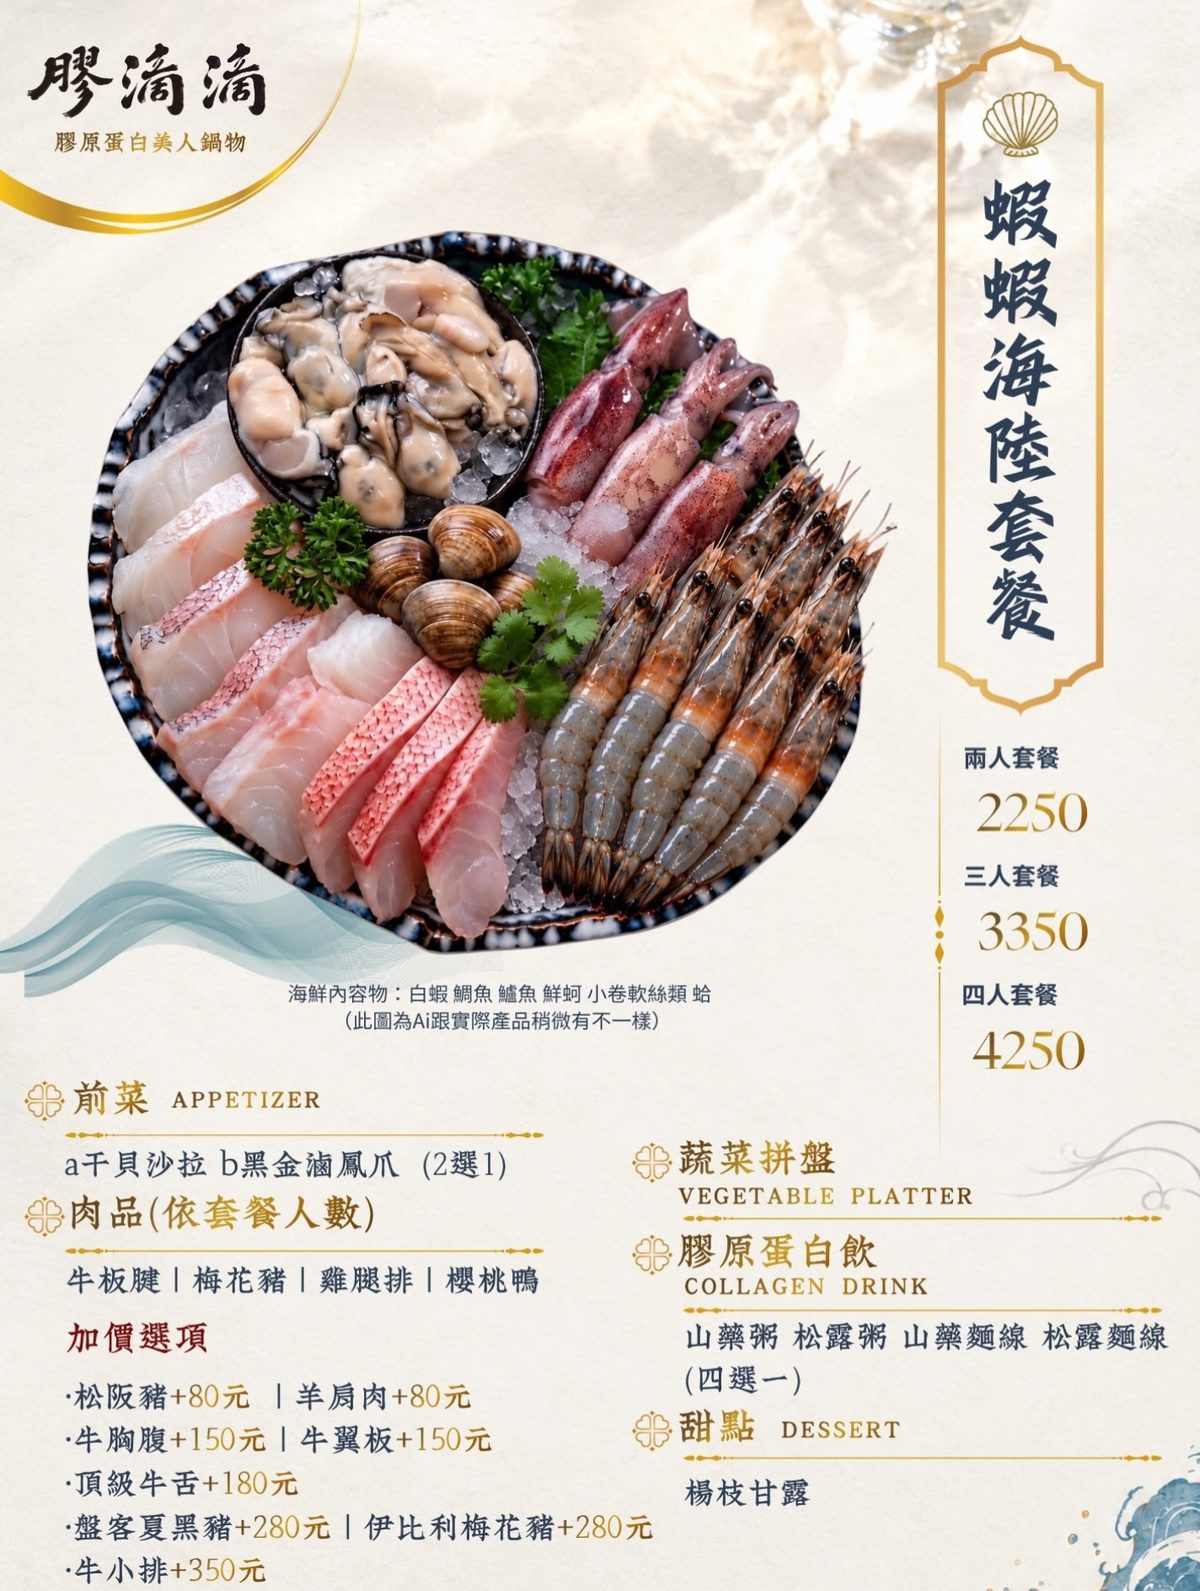 膠滴滴
膠原蛋白美人鍋物
蝦蝦海陸套餐
兩人套餐
2250
三人套餐
3350
四人套餐
4250
海鮮內容物：白蝦 鯛魚 鱸魚 鮮蚵 小卷軟絲類 蛤
（此圖為Ai跟實際產品稍微有不一樣）
前菜 APPETIZER
a干貝沙拉 b黑金滷鳳爪 (2選1)
肉品(依套餐人數)
牛板腱｜梅花豬｜雞腿排｜櫻桃鴨
加價選項
·松阪豬+80元 ｜羊肩肉+80元
·牛胸腹+150元｜牛翼板+150元
·頂級牛舌+180元
·盤客夏黑豬+280元｜伊比利梅花豬+280元
·牛小排+350元
蔬菜拼盤
VEGETABLE PLATTER
膠原蛋白飲
COLLAGEN DRINK
山藥粥 松露粥 山藥麵線 松露麵線
(四選一)
甜點 DESSERT
楊枝甘露